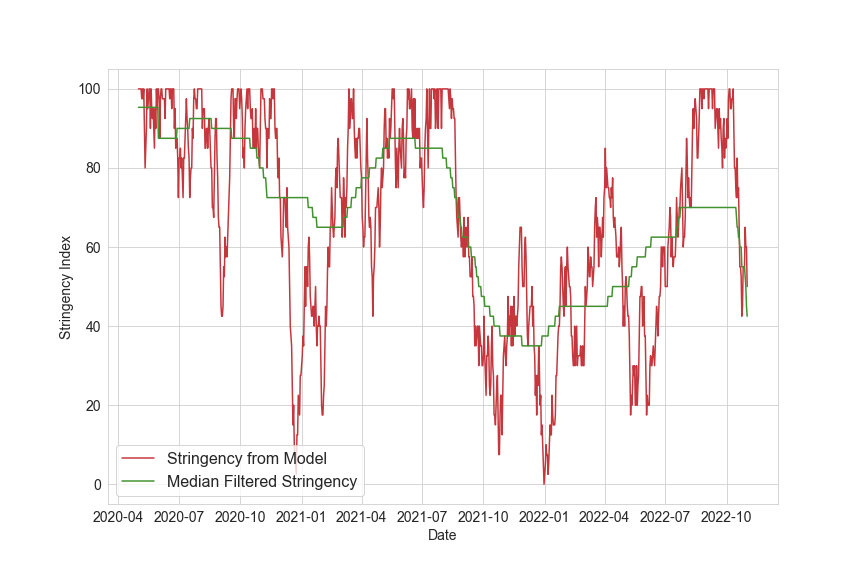 100
80
60
40
20
0
Stringency Index
Stringency from Model
Median Filtered Stringency
2020-04 2020-07 2020-10 2021-01 2021-04 2021-07 2021-10 2022-01 2022-04 2022-07 2022-10
Date